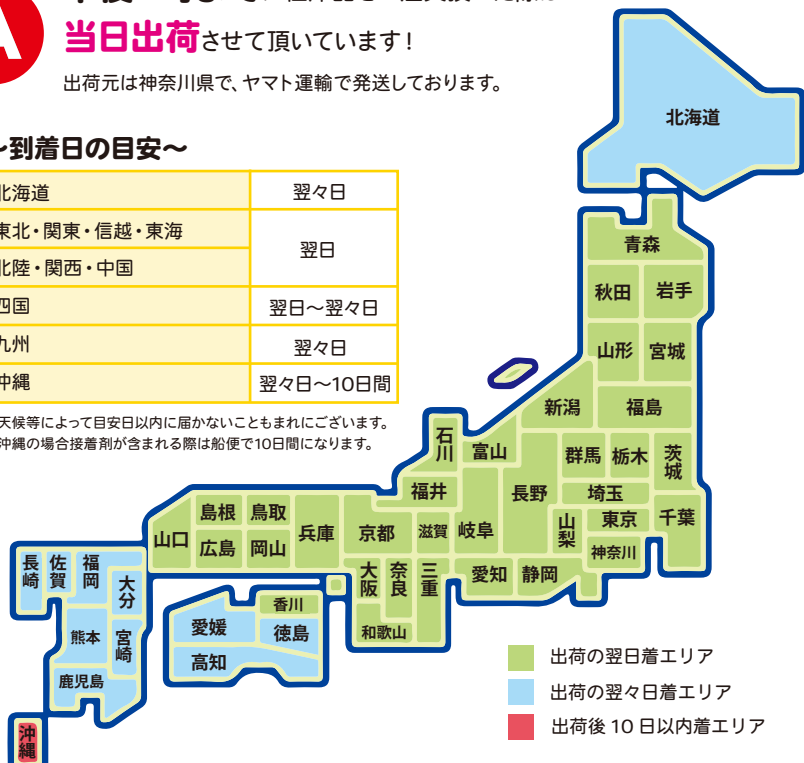 A
当日出荷させて頂いています！
出荷元は神奈川県で、ヤマト運輸で発送しております。
～到着日の目安～
北海道 翌々日
東北・関東・信越・東海
北陸・関西・中国
翌日
四国 翌日～翌々日
九州 翌々日
沖縄 翌々日～10日間
天候等によって目安日以内に届かないこともまれにございます。
沖縄の場合接着剤が含まれる際は船便で10日間になります。
北海道
青森
秋田 岩手
山形 宮城
新潟 福島
石川 富山 群馬 栃木 茨城
福井 長野 埼玉
山口 島根 鳥取 兵庫 京都 滋賀 岐阜 山梨 東京 千葉
広島 岡山 神奈川
大阪 奈良 三重 愛知 静岡
和歌山
長崎 佐賀 福岡 大分
熊本 宮崎
鹿児島
香川
愛媛 徳島
高知
沖縄
出荷の翌日着エリア
出荷の翌々日着エリア
出荷後 10 日以内着エリア